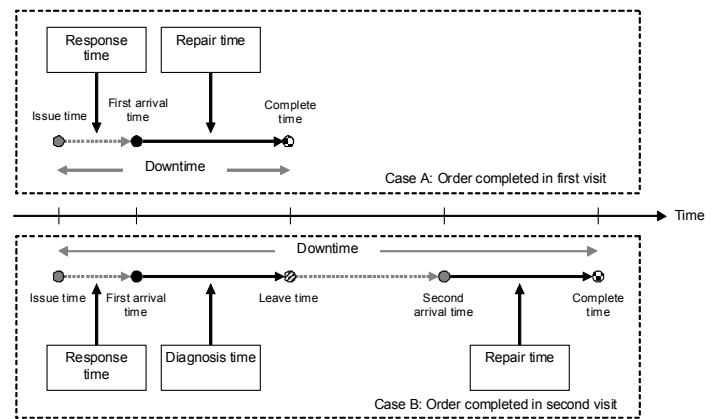 Response
time
Repair time
Issue time
First arrival
time
Complete
time
Downtime
Case A: Order completed in first visit
Time
Downtime
Issue time
First arrival
time
Leave time
Second
arrival time
Complete
time
Response
time
Diagnosis time
Repair time
Case B: Order completed in second visit